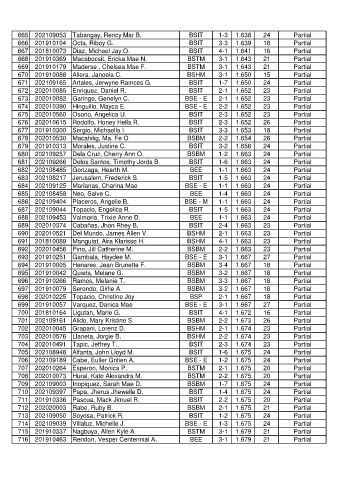 665 202109053 Tabangay, Rency Mar B. BSIT 1-3 1.638 24 Partial
666 201910104 Octa, Riboy G. BSIT 3-3 1.639 18 Partial
667 201810073 Diaz, Michael Jay O. BSIT 4-1 1.641 16 Partial
668 201910369 Macabocsit, Ericka Mae N. BSTM 3-1 1.643 21 Partial
669 201910179 Maderse , Chelsea Mae F. BSTM 3-1 1.643 21 Partial
670 201910088 Allera, Janoela C. BSHM 3-1 1.650 15 Partial
671 202109165 Artales, Jerwyne Ramces G. BSIT 1-7 1.650 24 Partial
672 202010085 Enriquez, Daniel R. BSIT 2-1 1.652 23 Partial
673 202010082 Garingo, Genelyn C. BSE - E 2-1 1.652 23 Partial
674 202010390 Hinguillo, Mayca E. BSE - E 2-2 1.652 23 Partial
675 202010560 Osorio, Angelica U. BSIT 2-3 1.652 23 Partial
676 202010615 Rodolfo, Honey Hella R. BSIT 2-3 1.652 26 Partial
677 201910300 Sergio, Michaella I. BSIT 3-3 1.653 18 Partial
678 202010530 Macahilig, Ma. Fe O BSBM 2-2 1.654 26 Partial
679 201910313 Morales, Justine C. BSIT 3-2 1.656 24 Partial
680 202109257 Dela Cruz, Cherry Ann O. BSBM 1-2 1.663 24 Partial
681 202109266 Delos Santos, Timothy Jords B. BSIT 1-6 1.663 24 Partial
682 202108485 Gonzaga, Hearth M. BEE 1-1 1.663 24 Partial
683 202108217 Jerusalem, Frederick S. BSIT 1-5 1.663 24 Partial
684 202109125 Marianas, Charina Mae BSE - E 1-1 1.663 24 Partial
685 202108458 Neo, Salve C. BEE 1-4 1.663 24 Partial
686 202109404 Placeros, Angelie B. BSE - M 1-1 1.663 24 Partial
687 202109044 Topacio, Engelica R. BSIT 1-5 1.663 24 Partial
688 202109453 Valmoria, Trixie Anne D. BEE 1-1 1.663 24 Partial
689 202010374 Cabañas, Jhon Rhey B. BSIT 2-4 1.663 23 Partial
690 202010521 Del Mundo, James Allen V. BSHM 2-1 1.663 23 Partial
691 201810089 Manguiat, Aira Klarisso H. BSHM 4-1 1.663 23 Partial
692 202010456 Pino, Jill Catherine M. BSBM 2-2 1.663 23 Partial
693 201910251 Gambala, Haydee M. BSE - E 3-1 1.667 27 Partial
694 201910005 Henares, Jean Brunette F. BSBM 3-4 1.667 18 Partial
695 201910042 Quiets, Melane G. BSBM 3-2 1.667 18 Partial
696 201910266 Ramos, Melanie T. BSBM 3-3 1.667 18 Partial
697 201910079 Serondo, Girlie A. BSBM 3-2 1.667 18 Partial
698 201010225 Topacio, Christine Joy BSP 2-1 1.667 18 Partial
699 201910057 Varquez, Danica Mae BSE - E 3-1 1.667 27 Partial
700 201810164 Ligutan, Marie G. BSIT 4-1 1.672 16 Partial
701 202109161 Alido, Mary Kristine S. BSBM 2-2 1.673 26 Partial
702 202010045 Grapani, Lorenz D. BSHM 2-1 1.674 23 Partial
703 202010576 Llaneta, Jorgie B. BSHM 2-2 1.674 23 Partial
704 202010491 Tapic, Jeffrey T. BSIT 2-3 1.674 23 Partial
705 202108948 Alfanta, John Lloyd M. BSIT 1-6 1.675 24 Partial
706 202109189 Cabe, Euller Grifien A. BSE - E 1-2 1.675 24 Partial
707 202010264 Esperon, Monica P. BSTM 2-1 1.675 20 Partial
708 202010073 Hural, Kate Alexandra M. BSTM 2-2 1.675 20 Partial
709 202109003 Inopiquez, Sarah Mae D. BSBM 1-7 1.675 24 Partial
710 202109397 Papa, Jherus Jhewelle D. BSIT 1-4 1.675 24 Partial
711 201910336 Pascua, Mack Jimuel R. BSIT 2-2 1.675 20 Partial
712 202020003 Rabe, Ruby B. BSBM 2-1 1.675 21 Partial
713 202109050 Soyosa, Patrick R. BSIT 1-2 1.675 24 Partial
714 202109039 Villaluz, Michelle J. BSE - E 1-3 1.675 24 Partial
715 201910337 Nagbuya, Allen Kyle A. BSTM 3-1 1.679 21 Partial
716 201910463 Rendon, Vesper Centennial A. BEE 3-1 1.679 21 Partial